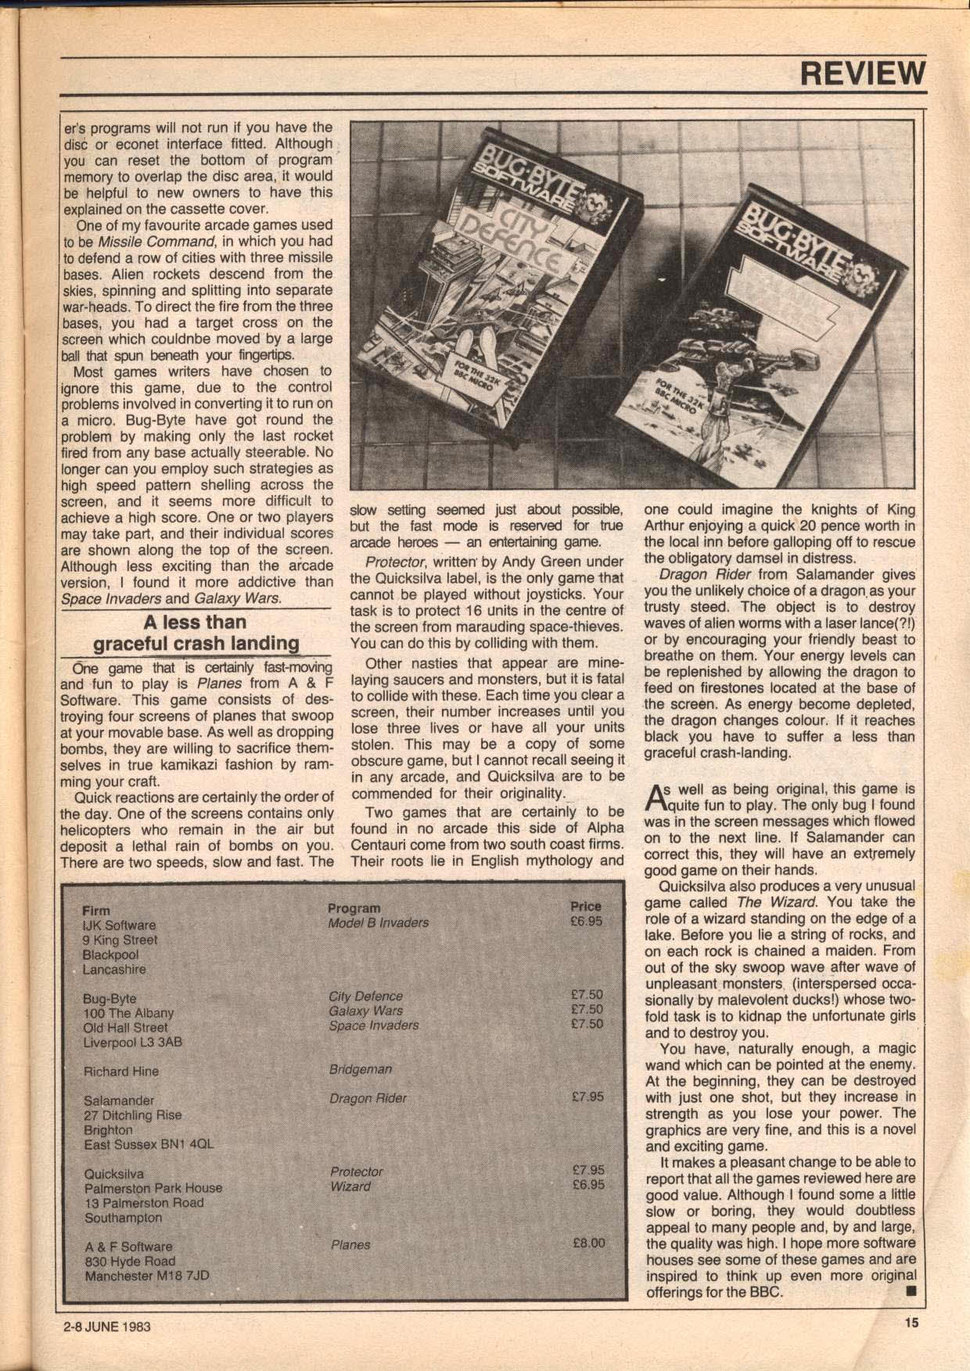 REVIEW
er's programs will not run if you have the
disc or econet interface fitted. Although
you can reset the bottom of program
memory to overlap the disc area, it would
be helpful to new owners to have this
explained on the cassette cover.
One of my favourite arcade games used
to be Missile Command, in which you had
to defend a row of cities with three missile
bases. Alien rockets descend from the
skies, spinning and splitting into separate
war-heads. To direct the fire from the three
bases, you had a target cross on the
screen which couldnbe moved by a large
ball that spun beneath your fingertips.
Most games writers have chosen to
ignore this game, due to the control
problems involved in converting it to run on
a micro. Bug-Byte have got round the
problem by making only the last rocket
fired from any base actually steerable. No
longer can you employ such strategies as
high speed pattern shelling across the
screen, and it seems more difficult to
achieve a high score. One or two players
may take part, and their individual scores
are shown along the top of the screen.
Although less exciting than the arcade
version, I found it more addictive than
Space Invaders and Galaxy Wars.
A less than
graceful crash landing
One game that is certainly fast-moving
and fun to play is Planes from A & F
Software. This game consists of des-
troying four screens of planes that swoop
at your movable base. As well as dropping
bombs, they are willing to sacrifice them-
selves in true kamikazi fashion by ram-
ming your craft.
Quick reactions are certainly the order of
the day. One of the screens contains only
helicopters who remain in the air but
deposit a lethal rain of bombs on you.
There are two speeds, slow and fast. The
BUG-BYTE
SOFTWARE
CITY
DEFENCE
FOR THE 32K
BBC MICRO
BUG-BYTE
SOFTWARE
FOR THE 32K
BBC MICRO
slow setting seemed just about possible,
but the fast mode is reserved for true
arcade heroes — an entertaining game.
Protector, written by Andy Green under
the Quicksilva label, is the only game that
cannot be played without joysticks. Your
task is to protect 16 units in the centre of
the screen from marauding space-thieves.
You can do this by colliding with them.
Other nasties that appear are mine-
laying saucers and monsters, but it is fatal
to collide with these. Each time you clear a
screen, their number increases until you
lose three lives or have all your units
stolen. This may be a copy of some
obscure game, but I cannot recall seeing it
in any arcade, and Quicksilva are to be
commended for their originality.
Two games that are certainly to be
found in no arcade this side of Alpha
Centauri come from two south coast firms.
Their roots lie in English mythology and
one could imagine the knights of King
Arthur enjoying a quick 20 pence worth in
the local inn before galloping off to rescue
the obligatory damsel in distress.
Dragon Rider from Salamander gives
you the unlikely choice of a dragon as your
trusty steed. The object is to destroy
waves of alien worms with a laser lance(?!)
or by encouraging your friendly beast to
breathe on them. Your energy levels can
be replenished by allowing the dragon to
feed on firestones located at the base of
the screen. As energy become depleted,
the dragon changes colour. If it reaches
black you have to suffer a less than
graceful crash-landing.
As well as being original, this game is
quite fun to play. The only bug I found
was in the screen messages which flowed
on to the next line. If Salamander can
correct this, they will have an extremely
good game on their hands.
Quicksilva also produces a very unusual
game called The Wizard. You take the
role of a wizard standing on the edge of a
lake. Before you lie a string of rocks, and
on each rock is chained a maiden. From
out of the sky swoop wave after wave of
unpleasant monsters (interspersed occa-
sionally by malevolent ducks!) whose two-
fold task is to kidnap the unfortunate girls
and to destroy you.
You have, naturally enough, a magic
wand which can be pointed at the enemy.
At the beginning, they can be destroyed
with just one shot, but they increase in
strength as you lose your power. The
graphics are very fine, and this is a novel
and exciting game.
It makes a pleasant change to be able to
report that all the games reviewed here are
good value. Although I found some a little
slow or boring, they would doubtless
appeal to many people and, by and large,
the quality was high. I hope more software
houses see some of these games and are
inspired to think up even more original
offerings for the BBC. ■
Firm Program Price
IJK Software Model B Invaders £6.95
9 King Street
Blackpool
Lancashire
Bug-Byte City Defence £7.50
100 The Albany Galaxy Wars £7.50
Old Hall Street Space Invaders £7.50
Liverpool L3 3AB
Richard Hine Bridgeman
Salamander Dragon Rider £7.95
27 Ditchling Rise
Brighton
East Sussex BN1 4QL
Quicksilva Protector £7.95
Palmerston Park House Wizard £6.95
13 Palmerston Road
Southampton
A & F Software Planes £8.00
830 Hyde Road
Manchester M18 7JD
2-8 JUNE 1983
15